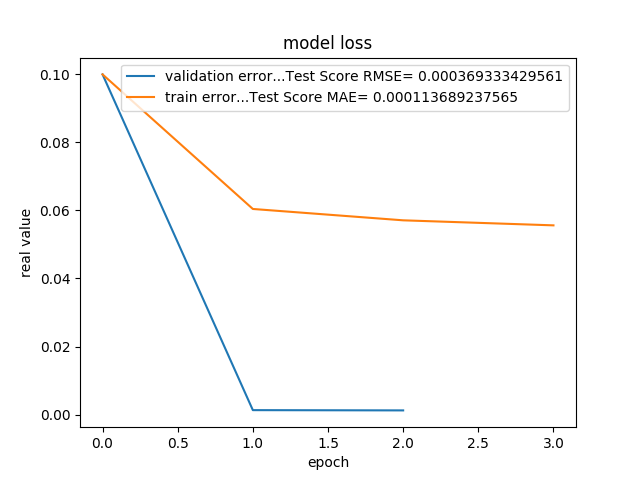 model loss
validation error...Test Score RMSE= 0.000369333429561
train error...Test Score MAE= 0.000113689237565
real value
0.10
0.08
0.06
0.04
0.02
0.00
0.0 0.5 1.0 1.5 2.0 2.5 3.0
epoch